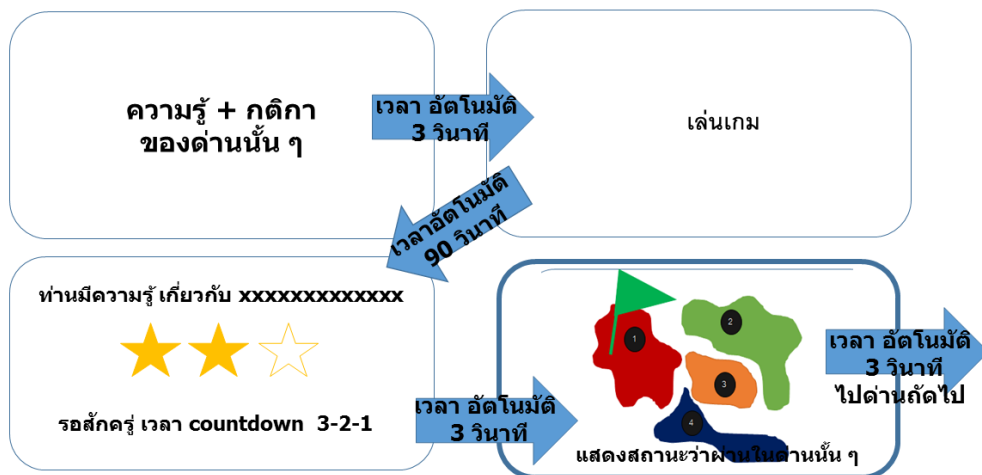 ความรู้ + กติกา
ของด่านนั้น ๆ
เวลา อัตโนมัติ
3 วินาที
เล่นเกม
เวลาอัตโนมัติ
90 วินาที
ท่านมีความรู้ เกี่ยวกับ xxxxxxxxxxxxx
รอสักครู่ เวลา countdown 3-2-1
เวลา อัตโนมัติ
3 วินาที
1
2
3
4
แสดงสถานะว่าผ่านในด่านนั้น ๆ
เวลา อัตโนมัติ
3 วินาที
ไปด่านถัดไป